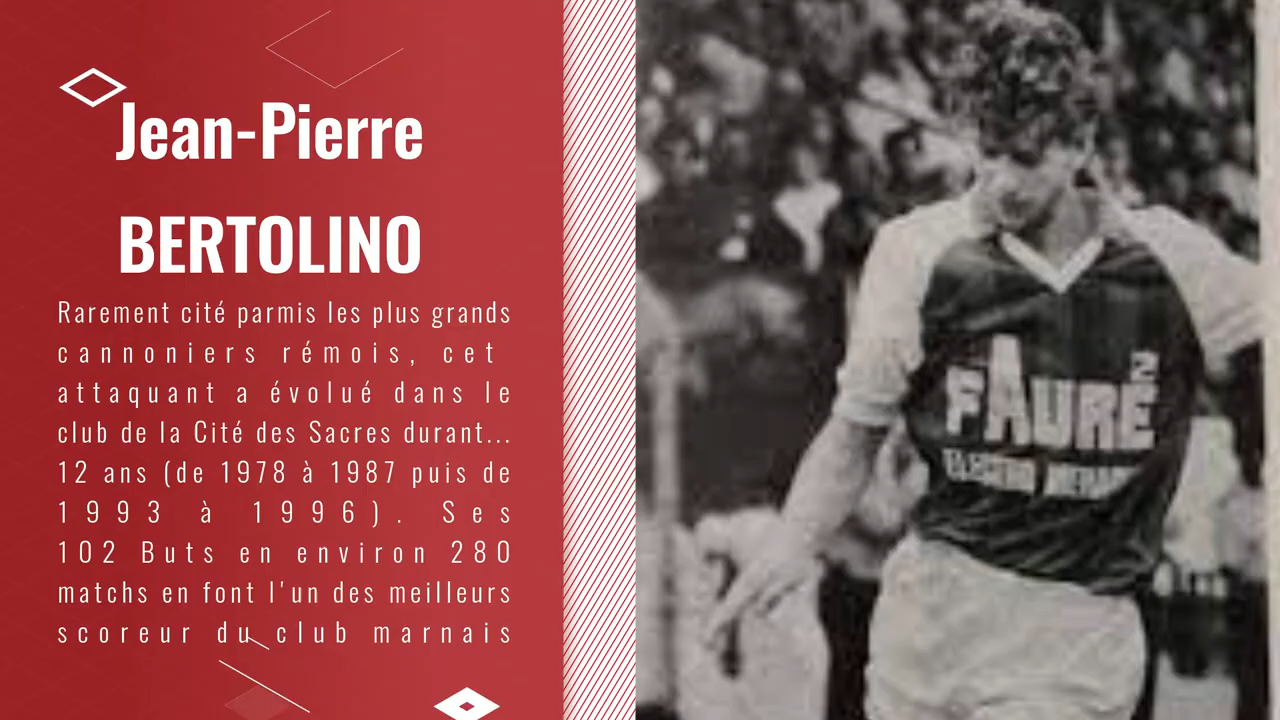 Jean-Pierre
BERTOLINO
Rarement cité parmis les plus grands
cannoniers rémois, cet
attaquant a évolué dans le
club de la Cité des Sacres durant...
12 ans (de 1978 à 1987 puis de
1993 à 1996). Ses
102 Buts en environ 280
matchs en font l'un des meilleurs
scoreur du club marnais
FAURÉ